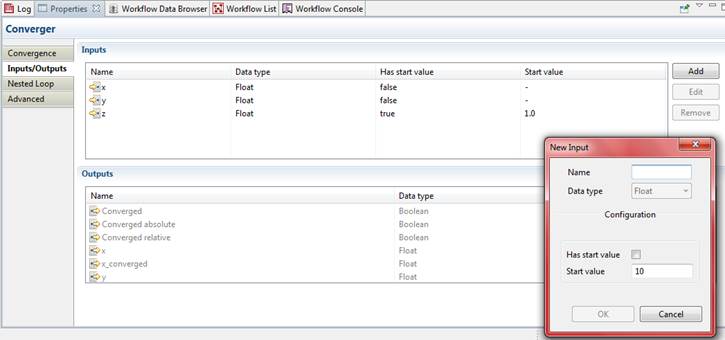 Log Properties Workflow Data Browser Workflow List Workflow Console
Converger
Convergence
Inputs/Outputs
Nested Loop
Advanced
Inputs
Name Data type Has start value Start value
x Float false -
y Float false -
z Float true 1.0
Add
Edit
Remove
Outputs
Name Data type
Converged Boolean
Converged absolute Boolean
Converged relative Boolean
x Float
x_converged Float
y Float
New Input
Name
Data type Float
Configuration
Has start value
Start value 10
OK Cancel